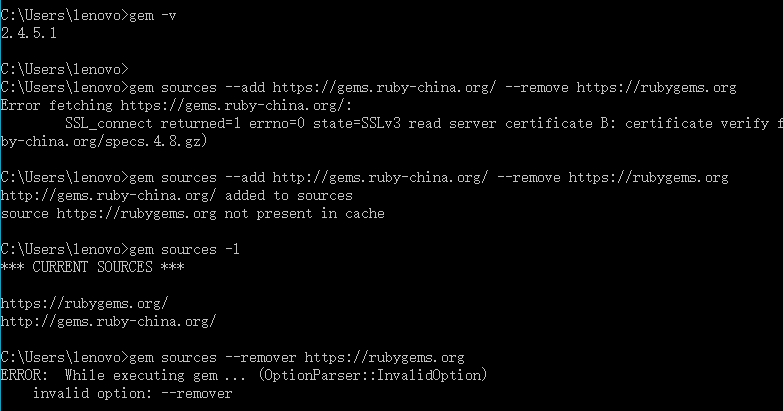 C:\Users\lenovo>gem -v
2.4.5.1
C:\Users\lenovo>
C:\Users\lenovo>gem sources --add https://gems.ruby-china.org/ --remove https://rubygems.org
Error fetching https://gems.ruby-china.org/:
SSL_connect returned=1 errno=0 state=SSLv3 read server certificate B: certificate verify f
by-china.org/specs.4.8.gz)
C:\Users\lenovo>gem sources --add http://gems.ruby-china.org/ --remove https://rubygems.org
http://gems.ruby-china.org/ added to sources
source https://rubygems.org not present in cache
C:\Users\lenovo>gem sources -l
*** CURRENT SOURCES ***
https://rubygems.org/
http://gems.ruby-china.org/
C:\Users\lenovo>gem sources --remover https://rubygems.org
ERROR:  While executing gem ... (OptionParser::InvalidOption)
invalid option: --remover